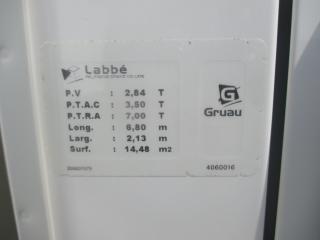 Labbé
P.V : 2,84 T
P.T.A.C : 3,50 T
P.T.R.A : 7,00 T
Long. : 6,80 m
Larg. : 2,13 m
Surf. : 14,48 m2
G
Gruau
4060016